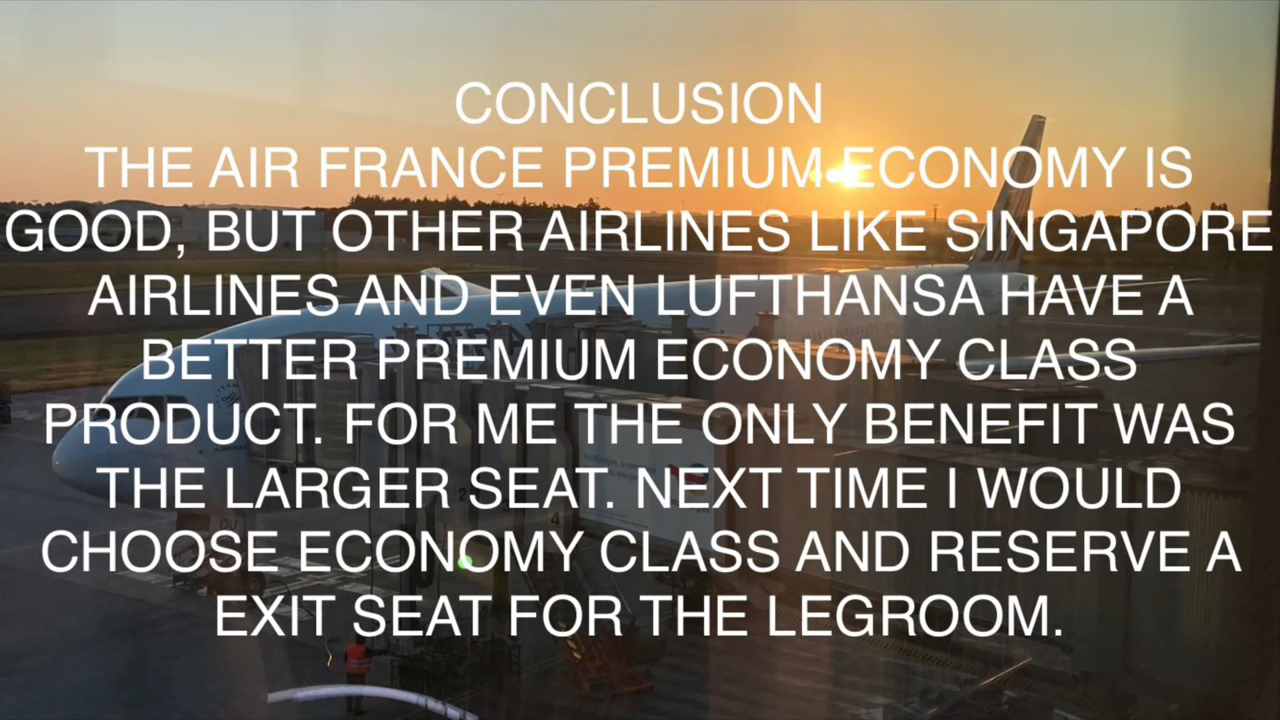 CONCLUSION
THE AIR FRANCE PREMIUM ECONOMY IS
GOOD, BUT OTHER AIRLINES LIKE SINGAPORE
AIRLINES AND EVEN LUFTHANSA HAVE A
BETTER PREMIUM ECONOMY CLASS
PRODUCT. FOR ME THE ONLY BENEFIT WAS
THE LARGER SEAT. NEXT TIME I WOULD
CHOOSE ECONOMY CLASS AND RESERVE A
EXIT SEAT FOR THE LEGROOM.